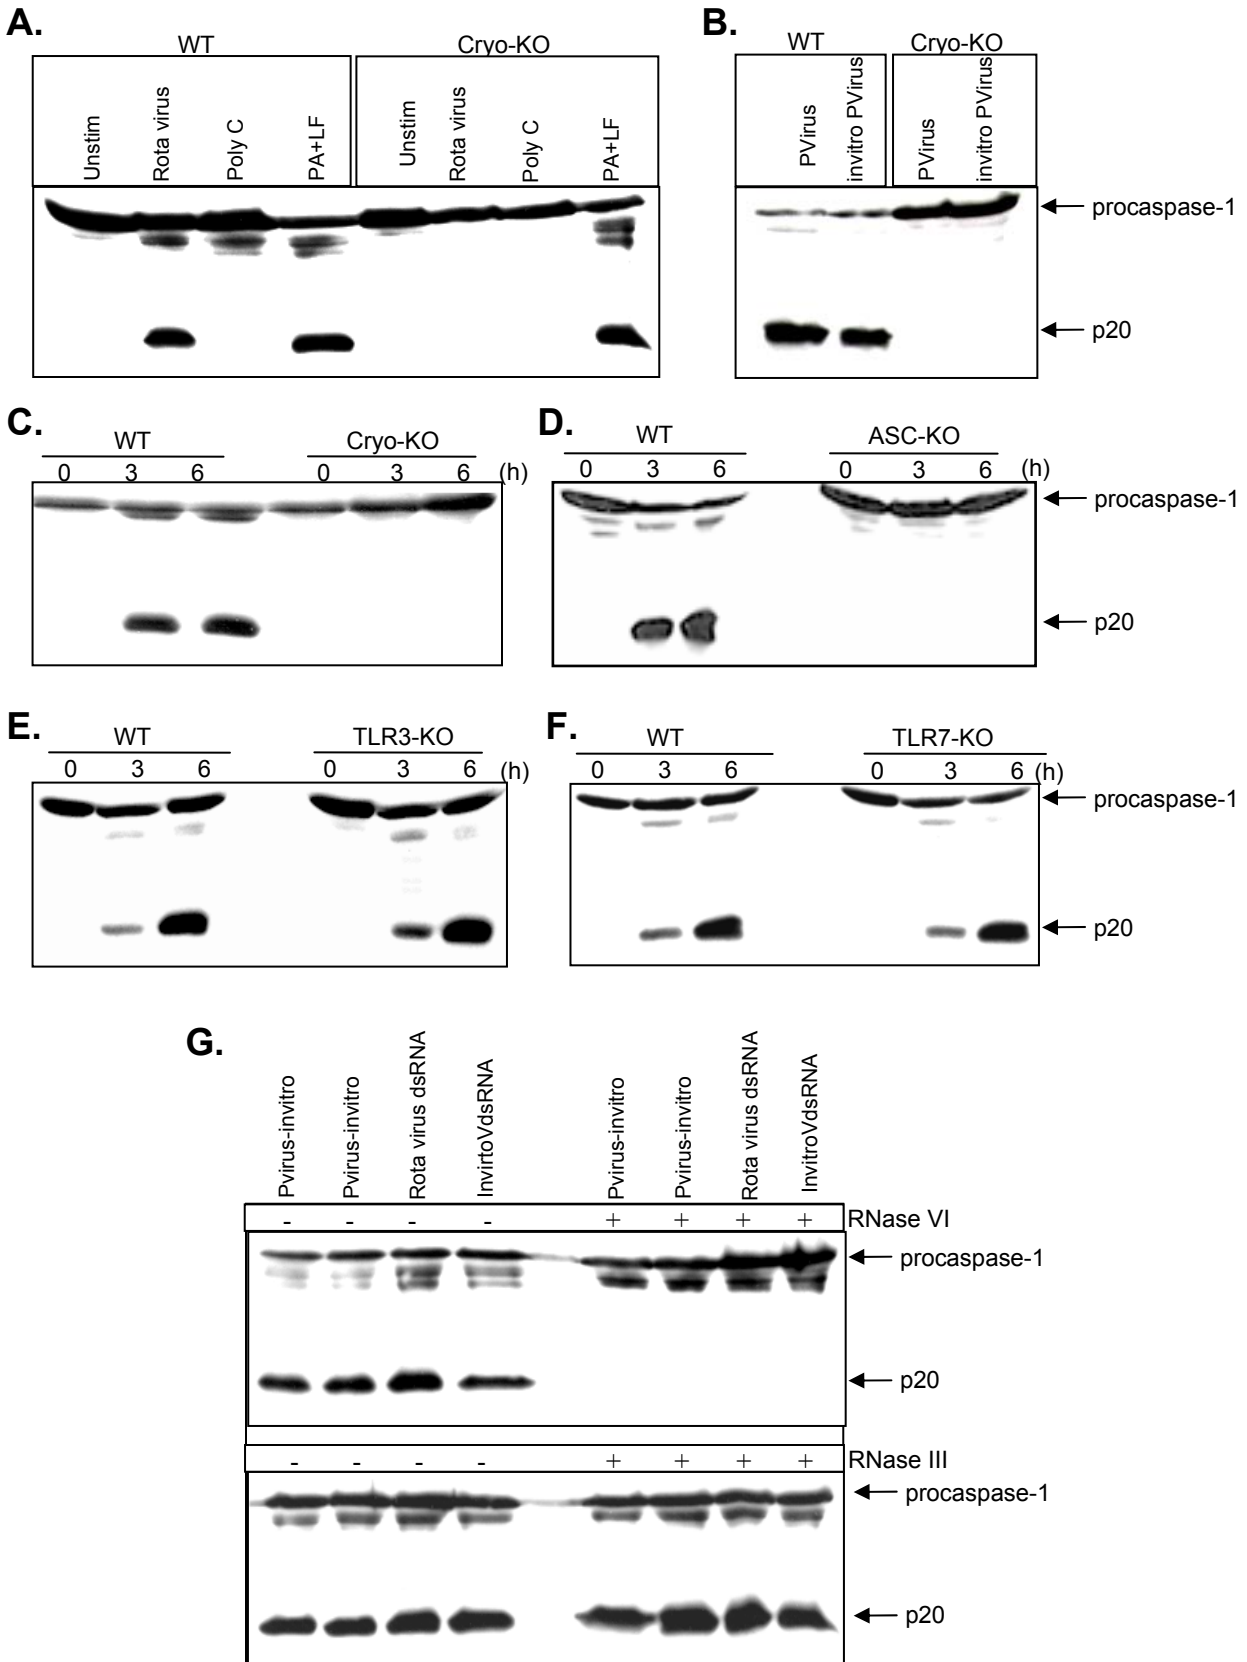 A.
WT
Cryo-KO
Unstim
Rota virus
Poly C
PA+LF
Unstim
Rota virus
Poly C
PA+LF
B.
WT
Cryo-KO
PVirus
invitro PVirus
PVirus
invitro PVirus
procaspase-1
p20
C.
WT
Cryo-KO
0 3 6 0 3 6 (h)
D.
WT
ASC-KO
0 3 6 0 3 6 (h)
procaspase-1
p20
E.
WT
TLR3-KO
0 3 6 0 3 6 (h)
F.
WT
TLR7-KO
0 3 6 0 3 6 (h)
procaspase-1
p20
G.
Pvirus-invitro
Pvirus-invitro
Rota virus dsRNA
InvirtoVdsRNA
Pvirus-invitro
Pvirus-invitro
Rota virus dsRNA
InvitroVdsRNA
- - - - + + + + RNase VI
procaspase-1
p20
- - - - + + + + RNase III
procaspase-1
p20